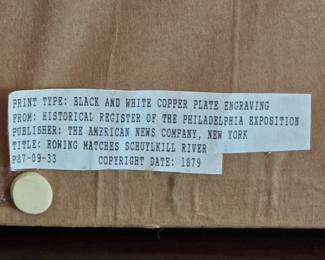 PRINT TYPE: BLACK AND WHITE COPPER PLATE ENGRAVING
FROM: HISTORICAL REGISTER OF THE PHILADELPHIA EXPOSITION
PUBLISHER: THE AMERICAN NEWS COMPANY, NEW YORK
TITLE: ROWING MATCHES SCHUYLKILL RIVER
P87-09-33 COPYRIGHT DATE: 1879